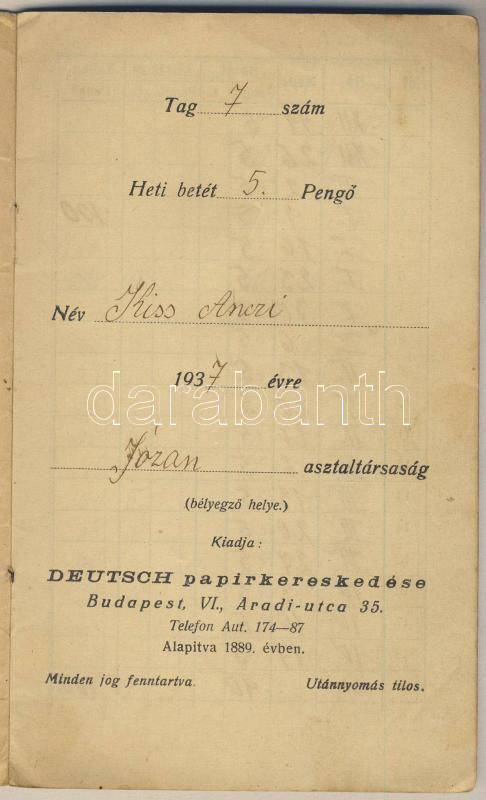 Tag 7 szám
Heti betét 5. Pengő
Név Kiss Anczi
1937 évre
darabanth
Józan asztaltársaság
(bélyegző helye.)
Kiadja:
DEUTSCH papirkereskedése
Budapest, VI., Aradi-utca 35.
Telefon Aut. 174—87
Alapitva 1889. évben.
Minden jog fenntartva. Utánnyomás tilos.